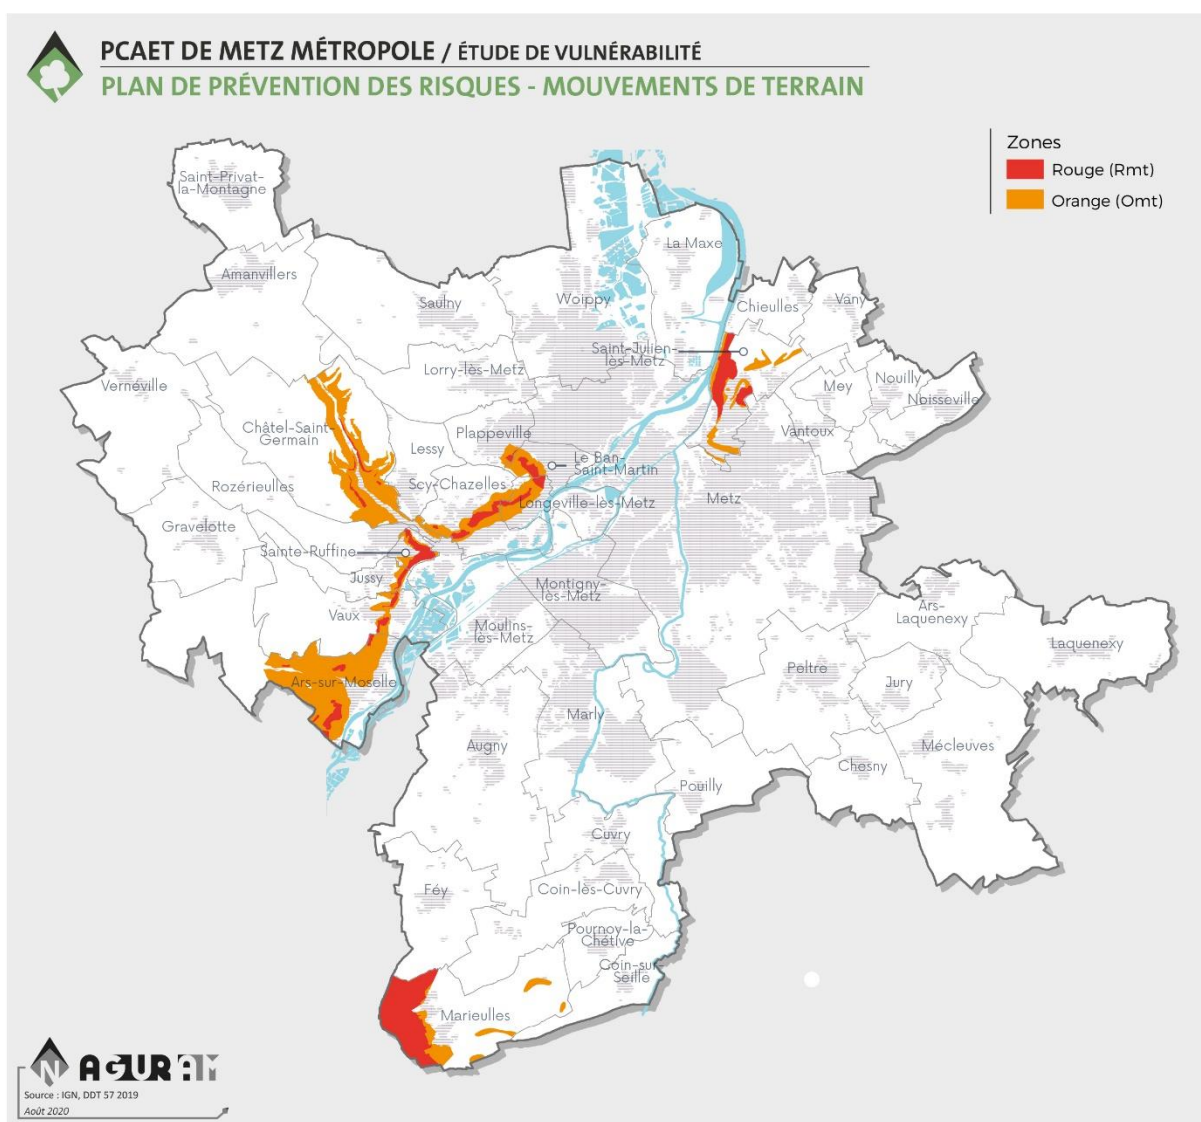 PCAET DE METZ MÉTROPOLE / ÉTUDE DE VULNÉRABILITÉ
PLAN DE PRÉVENTION DES RISQUES - MOUVEMENTS DE TERRAIN
Zones
Rouge (Rmt)
Orange (Omt)
Saint-Privat-
la-Montagne
Amanvillers
Saulny
Woippy
La Maxe
Chieulles
Vany
Saint-Julien-
lès-Metz
Vernéville
Lorry-lès-Metz
Mey
Nouilly
Noisseville
Châtel-Saint-
Germain
Lessy
Plappeville
Vantoux
Le Ban-
Saint-Martin
Rozérieulles
Scy-Chazelles
Longeville-lès-Metz
Metz
Gravelotte
Sainte-Ruffine
Jussy
Montigny-
lès-Metz
Vaux
Moulins-
lès-Metz
Ars-
Laquenexy
Laquenexy
Ars-sur-Moselle
Peltre
Jury
Marly
Augny
Mécleuves
Chesny
Pouilly
Cuvry
Féy
Coin-lès-Cuvry
Pournoy-la-
Chétive
Coin-sur-
Seille
Marieulles
N AGURAM
Source : IGN, DDT 57 2019
Août 2020